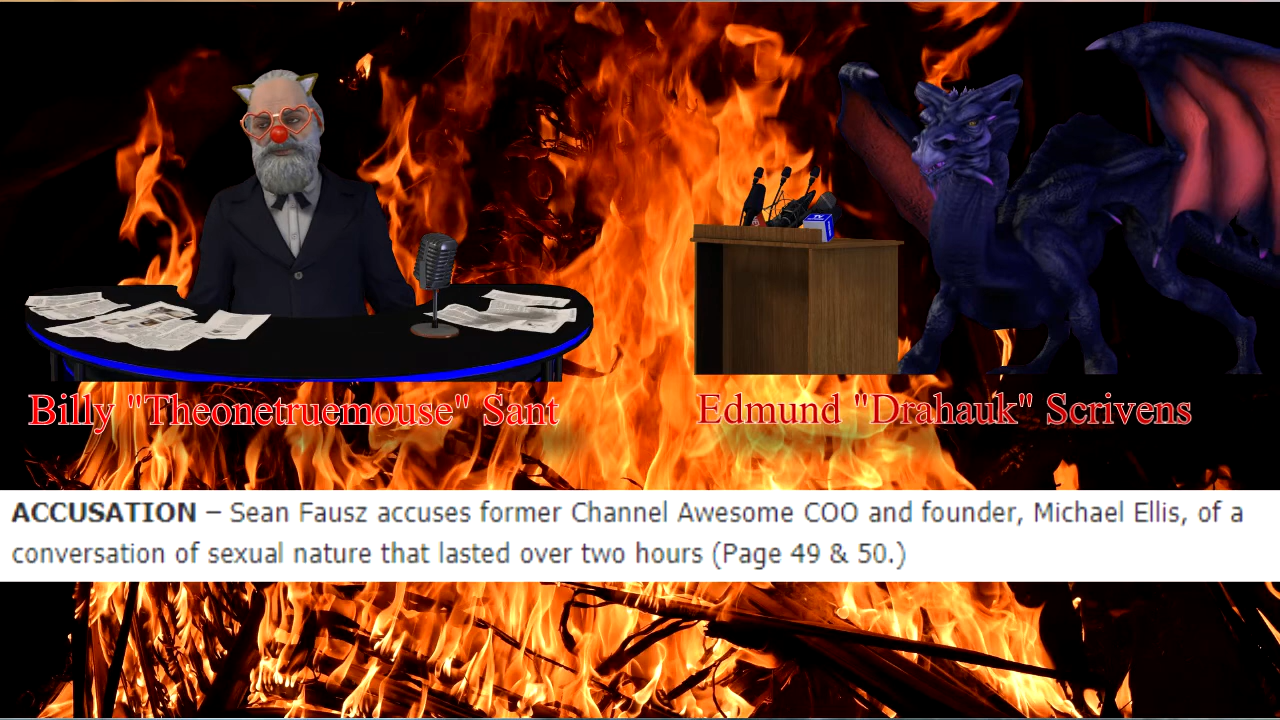 Billy "Theonetruemouse" Sant
Edmund "Drahauk" Scrivens
ACCUSATION – Sean Fausz accuses former Channel Awesome COO and founder, Michael Ellis, of a
conversation of sexual nature that lasted over two hours (Page 49 & 50.)